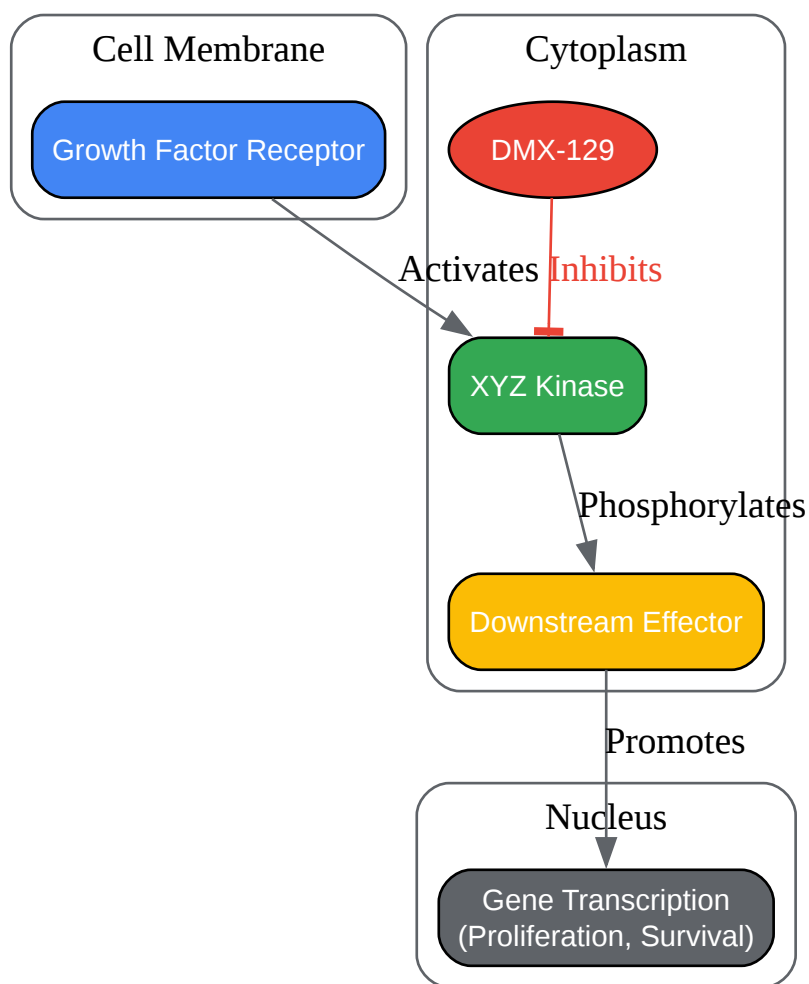 Cell Membrane
Cytoplasm
Growth Factor Receptor
DMX-129
Activates
Inhibits
XYZ Kinase
Phosphorylates
Downstream Effector
Promotes
Nucleus
Gene Transcription
(Proliferation, Survival)